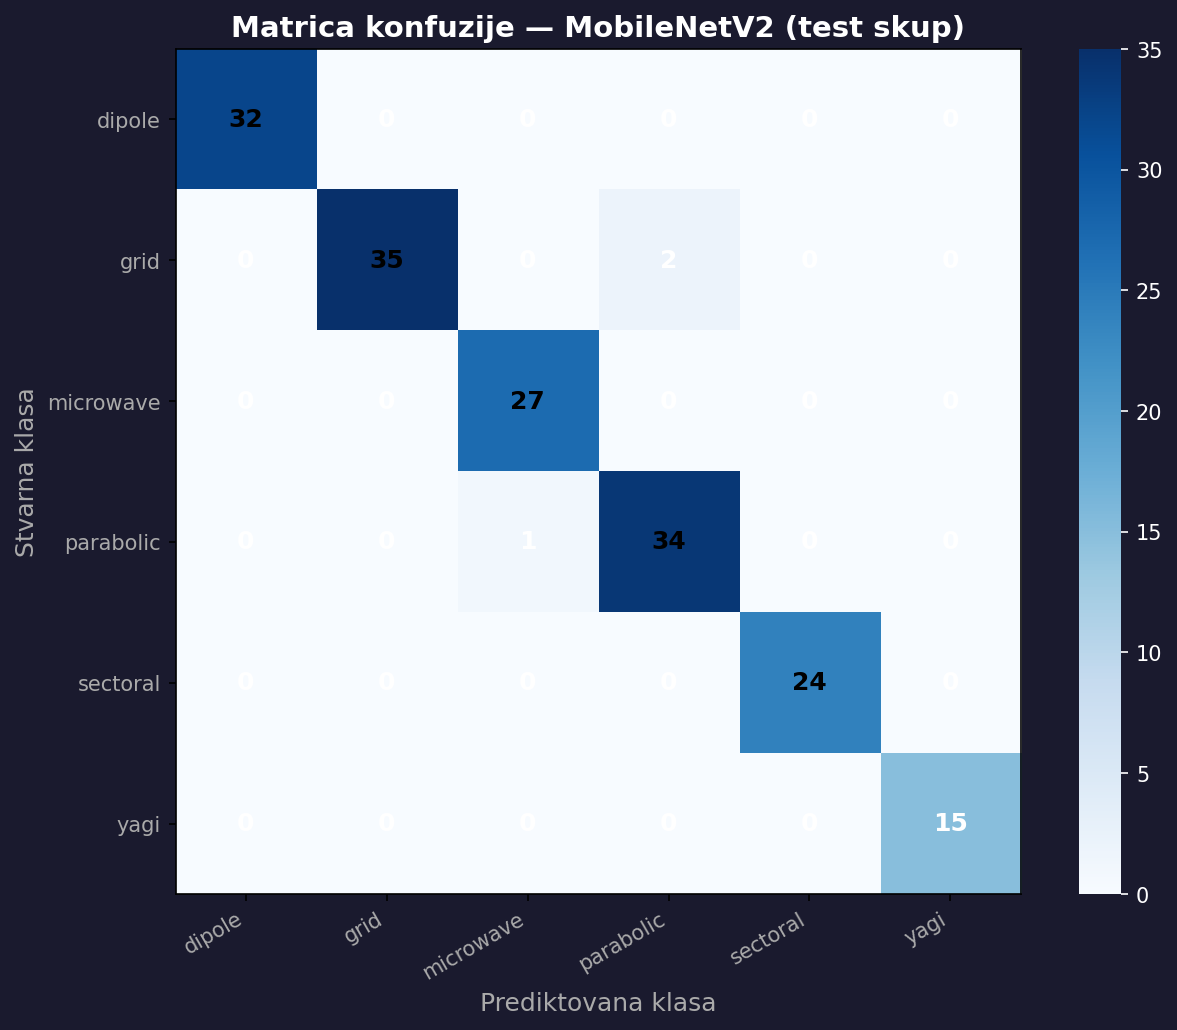 Matrica konfuzije — MobileNetV2 (test skup)
dipole 32 0 0 0 0 0
grid 0 35 0 2 0 0
microwave 0 0 27 0 0 0
parabolic 0 0 1 34 0 0
sectoral 0 0 0 0 24 0
yagi 0 0 0 0 0 15
Stvarna klasa
dipole grid microwave parabolic sectoral yagi
Prediktovana klasa
35
30
25
20
15
10
5
0